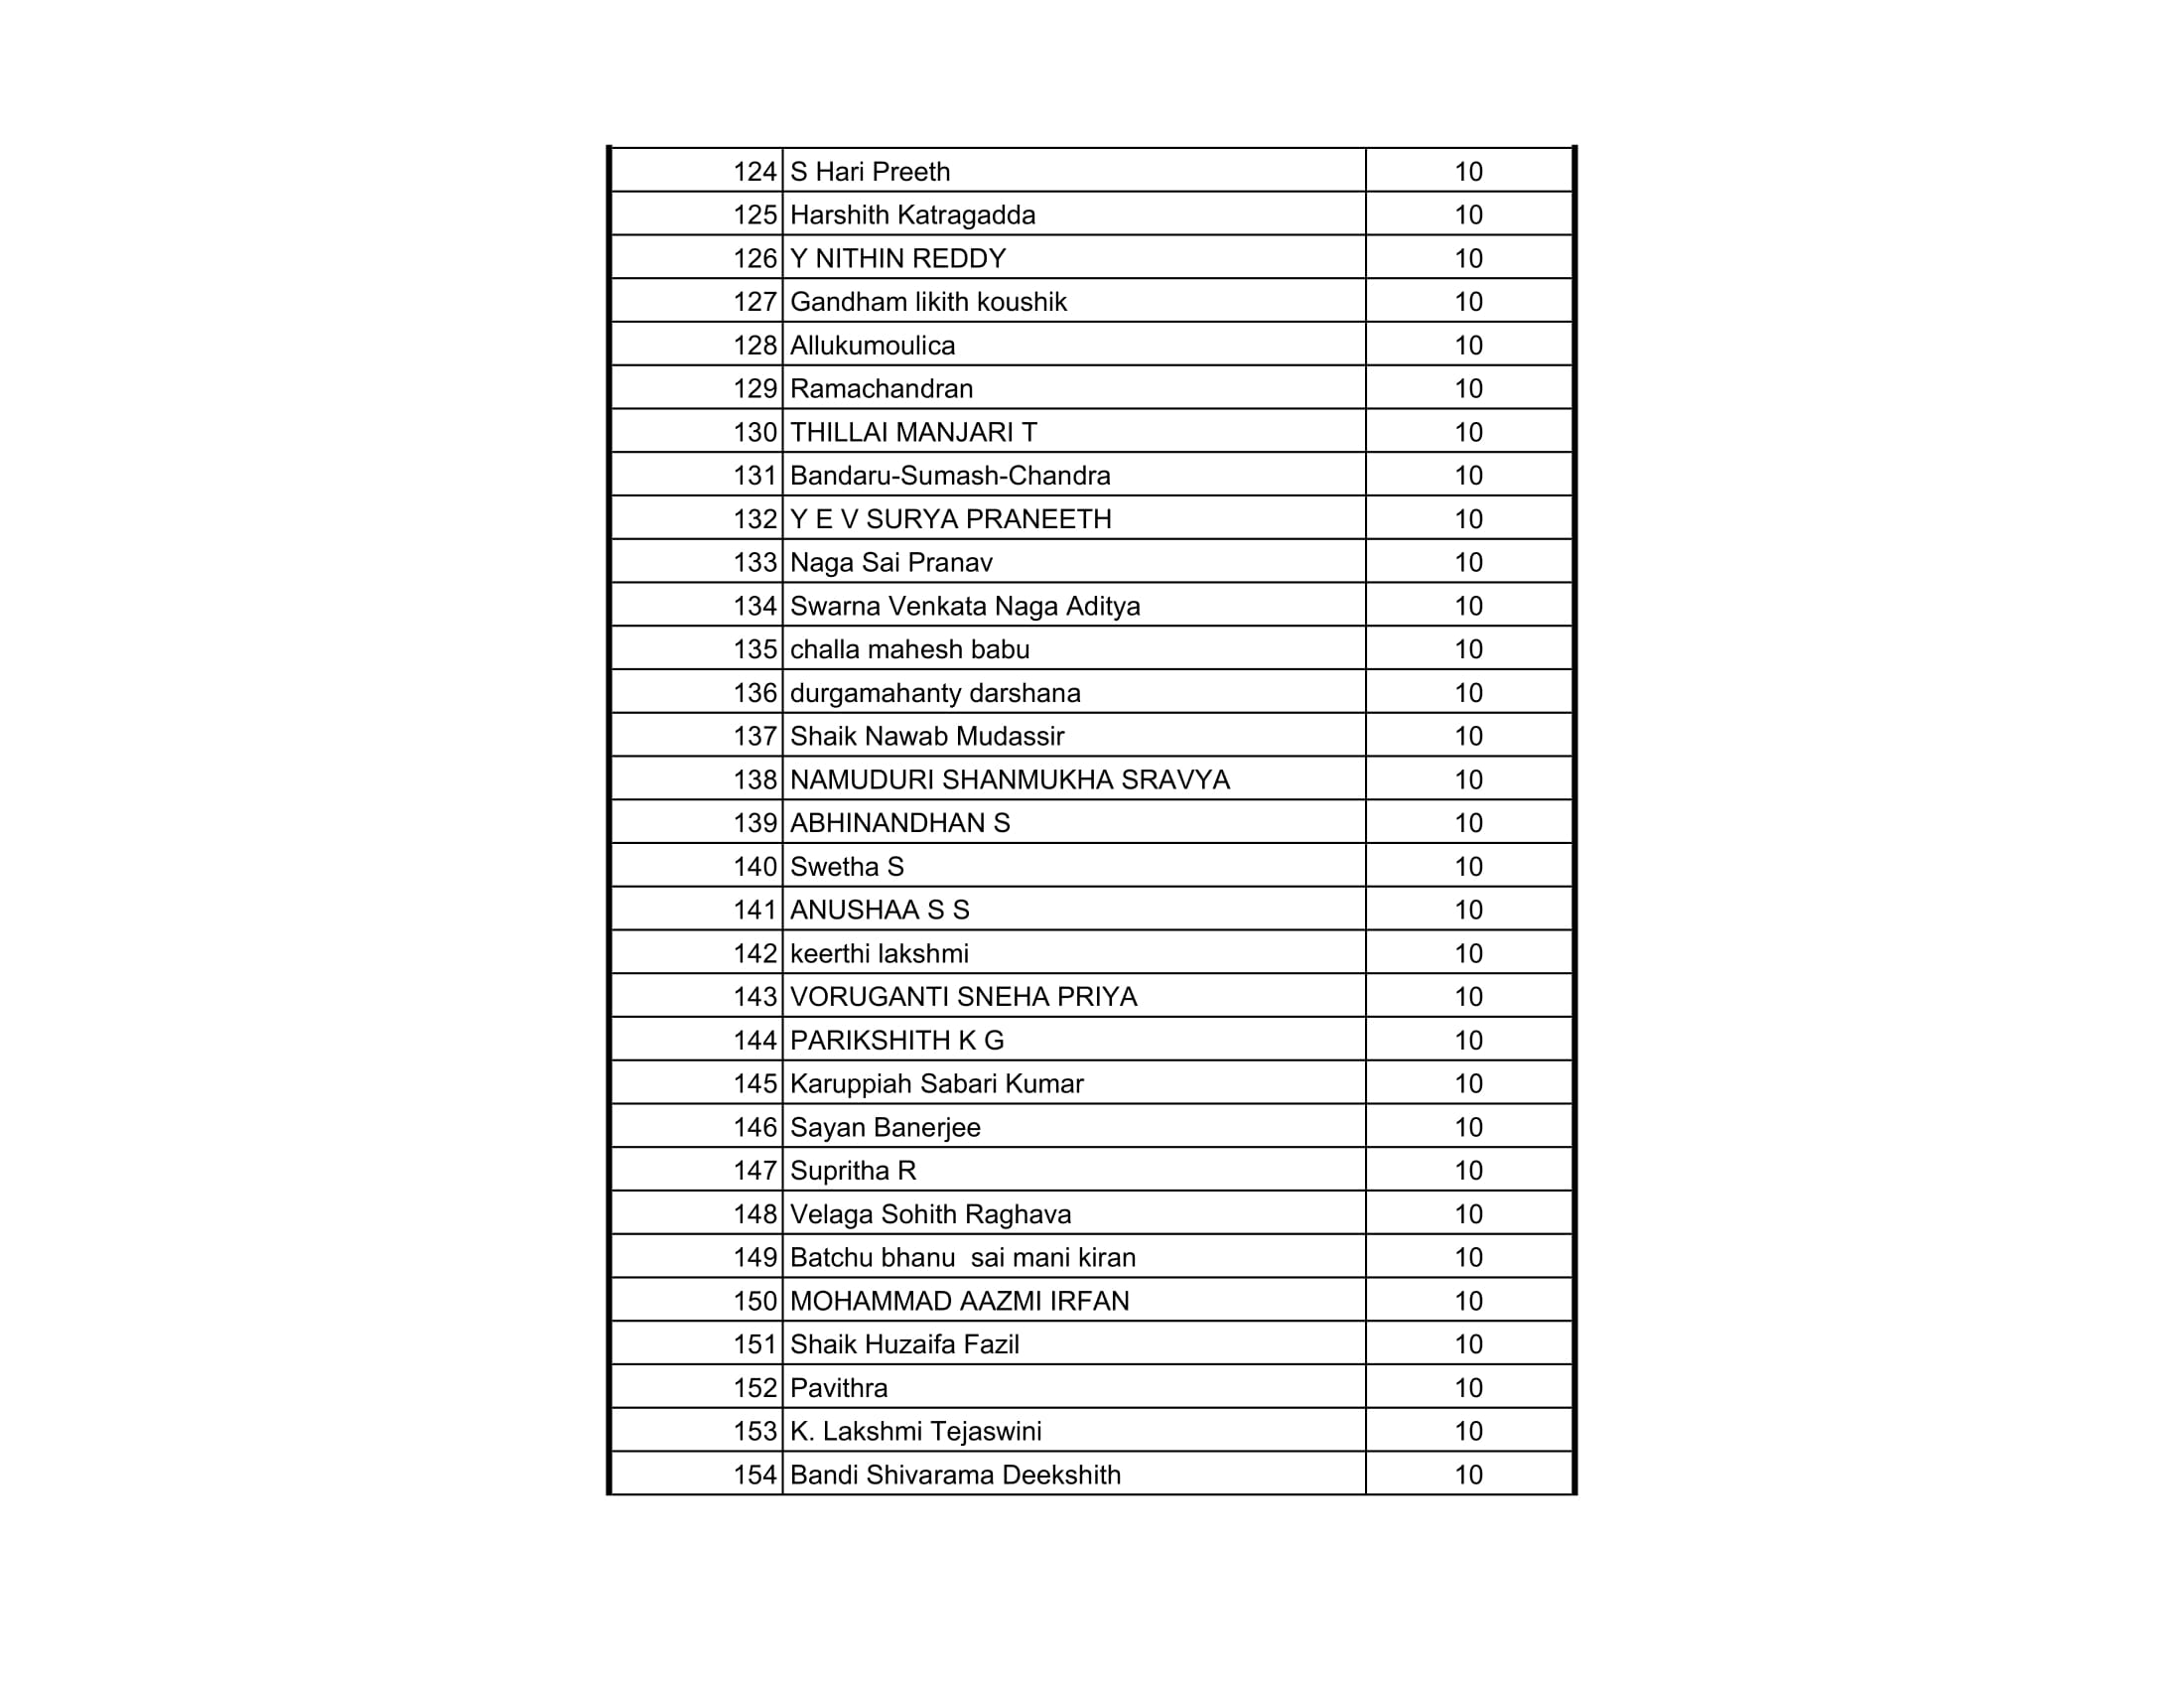 124 S Hari Preeth 10
125 Harshith Katragadda 10
126 Y NITHIN REDDY 10
127 Gandham likith koushik 10
128 Allukumoulica 10
129 Ramachandran 10
130 THILLAI MANJARI T 10
131 Bandaru-Sumash-Chandra 10
132 Y E V SURYA PRANEETH 10
133 Naga Sai Pranav 10
134 Swarna Venkata Naga Aditya 10
135 challa mahesh babu 10
136 durgamahanty darshana 10
137 Shaik Nawab Mudassir 10
138 NAMUDURI SHANMUKHA SRAVYA 10
139 ABHINANDHAN S 10
140 Swetha S 10
141 ANUSHAA S S 10
142 keerthi lakshmi 10
143 VORUGANTI SNEHA PRIYA 10
144 PARIKSHITH K G 10
145 Karuppiah Sabari Kumar 10
146 Sayan Banerjee 10
147 Supritha R 10
148 Velaga Sohith Raghava 10
149 Batchu bhanu  sai mani kiran 10
150 MOHAMMAD AAZMI IRFAN 10
151 Shaik Huzaifa Fazil 10
152 Pavithra 10
153 K. Lakshmi Tejaswini 10
154 Bandi Shivarama Deekshith 10